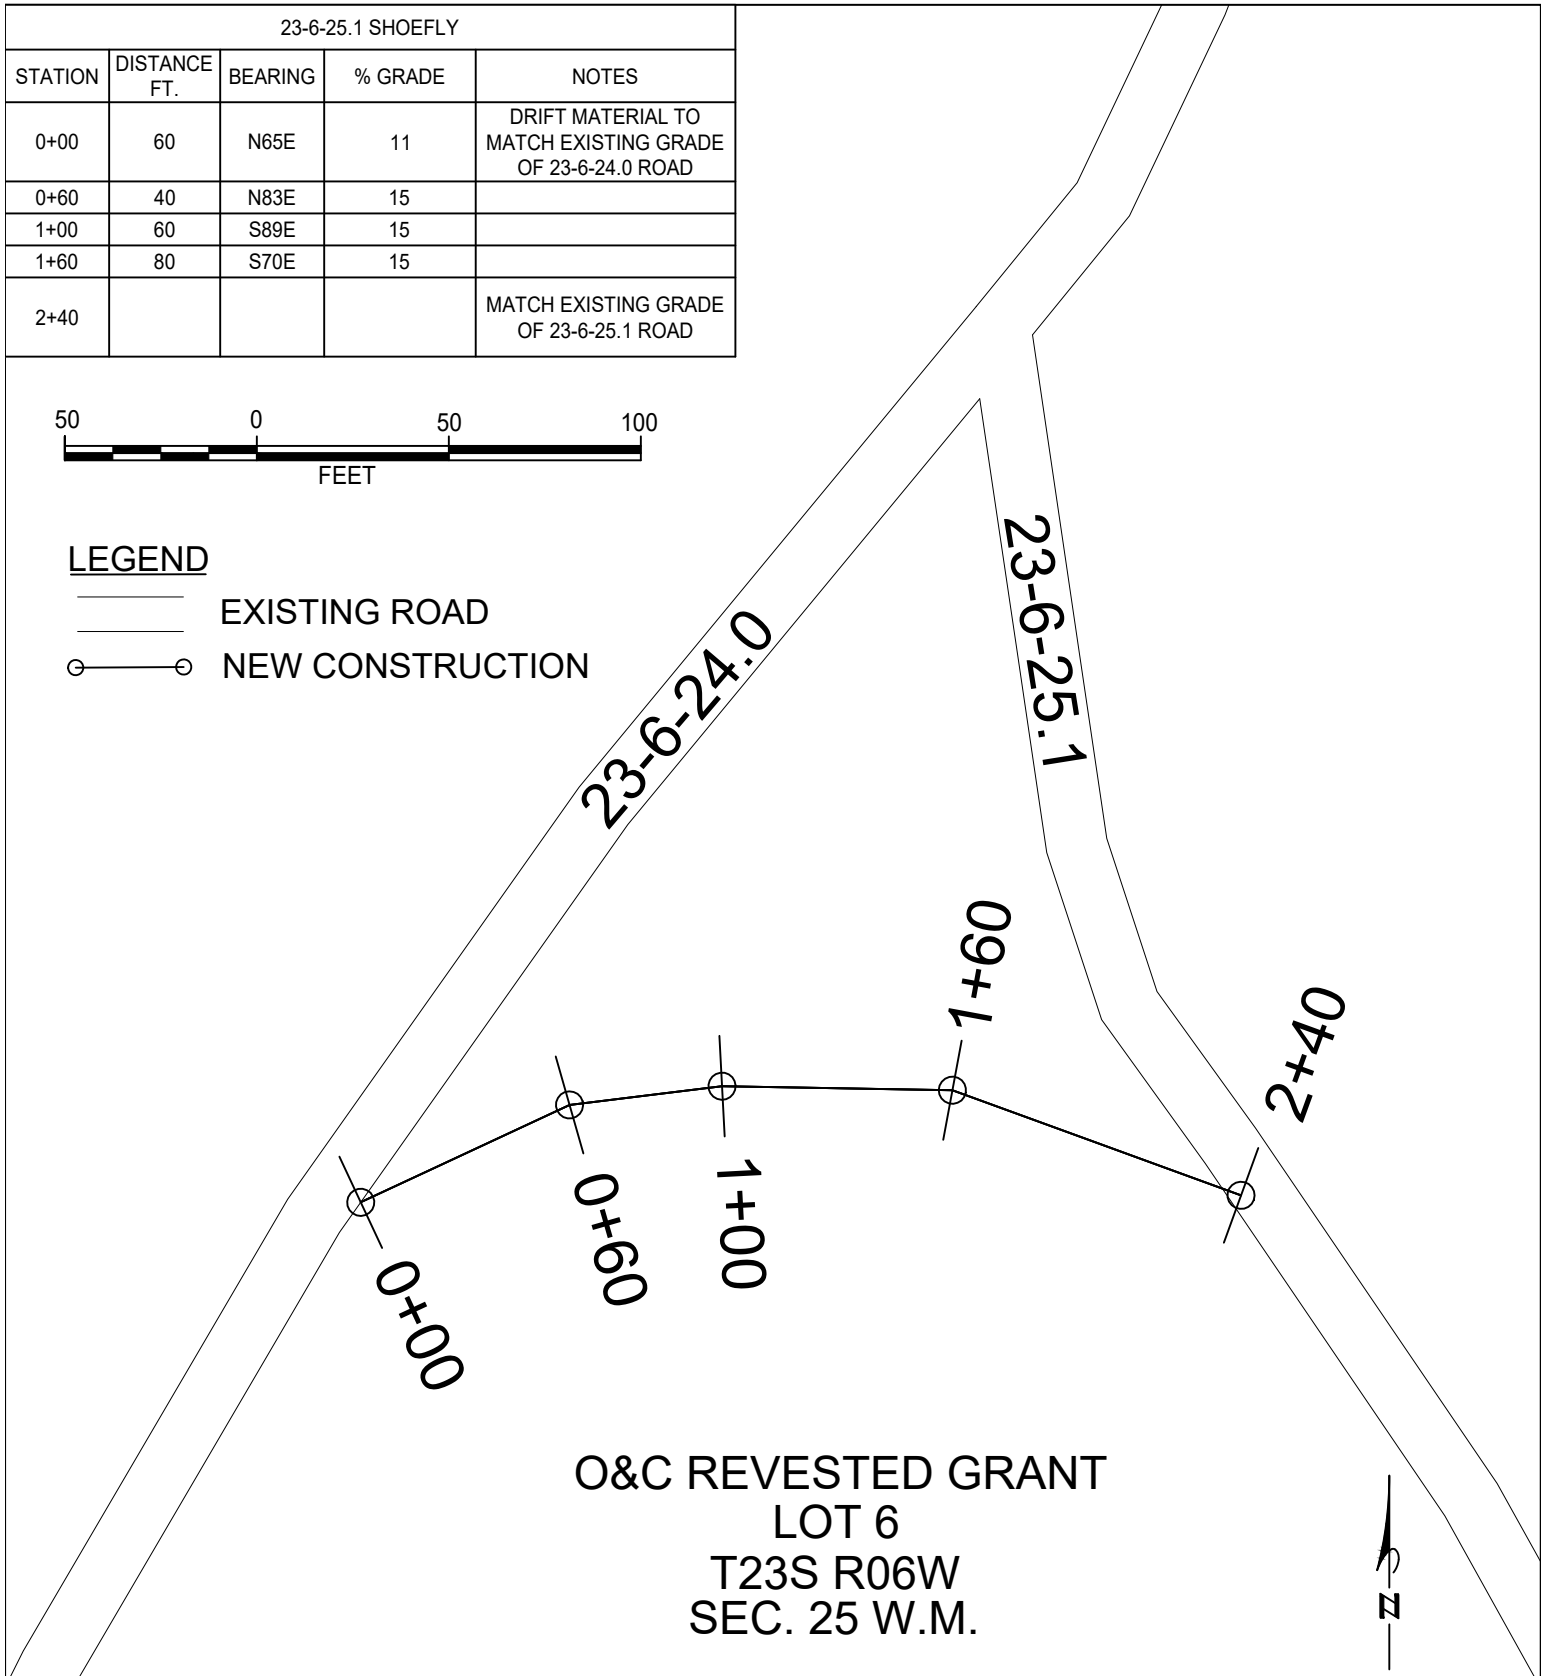 23-6-25.1 SHOEFLY
STATION DISTANCE FT. BEARING % GRADE NOTES
0+00 60 N65E 11 DRIFT MATERIAL TO
MATCH EXISTING GRADE
OF 23-6-24.0 ROAD
0+60 40 N83E 15
1+00 60 S89E 15
1+60 80 S70E 15
2+40 MATCH EXISTING GRADE
OF 23-6-25.1 ROAD
50 0 50 100
FEET
LEGEND
EXISTING ROAD
NEW CONSTRUCTION
23-6-24.0
23-6-25.1
1+60
2+40
1+00
0+60
0+00
O&C REVESTED GRANT
LOT 6
T23S R06W
SEC. 25 W.M.
N